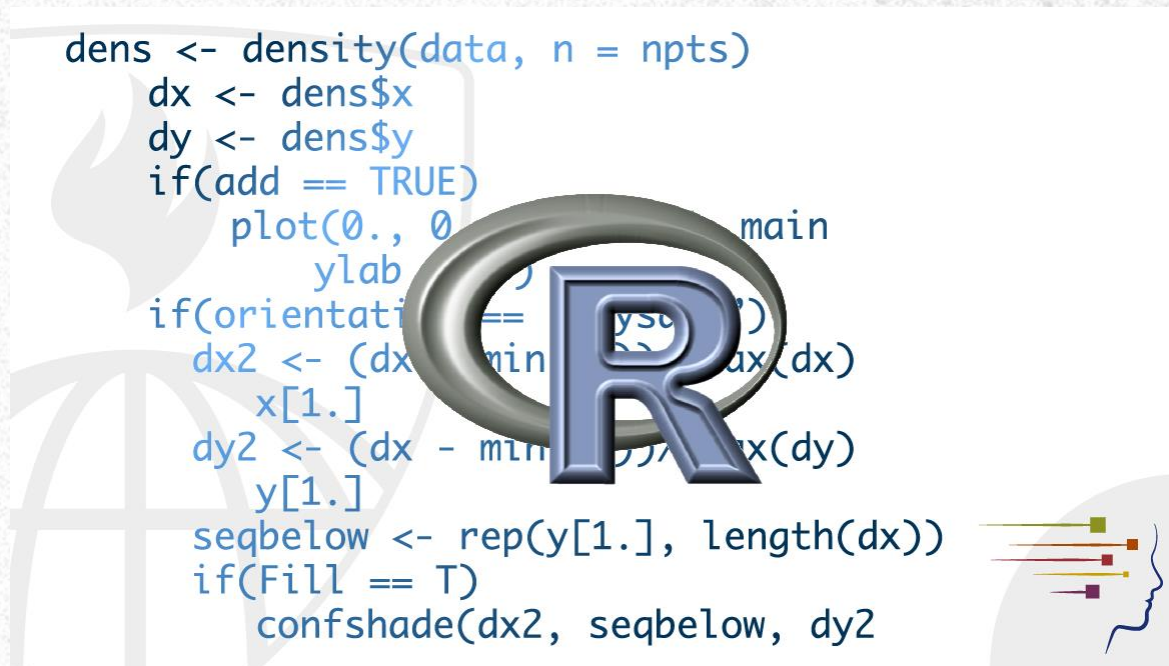 dens <- density(data, n = npts)
dx <- dens$x
dy <- dens$y
if(add == TRUE)
plot(0., 0 main
ylab )
if(orientati == ')
dx2 <- (dx min ax(dx)
x[1.]
dy2 <- (dx - min ))/ x(dy)
y[1.]
seqbelow <- rep(y[1.], length(dx))
if(Fill == T)
confshade(dx2, seqbelow, dy2
R